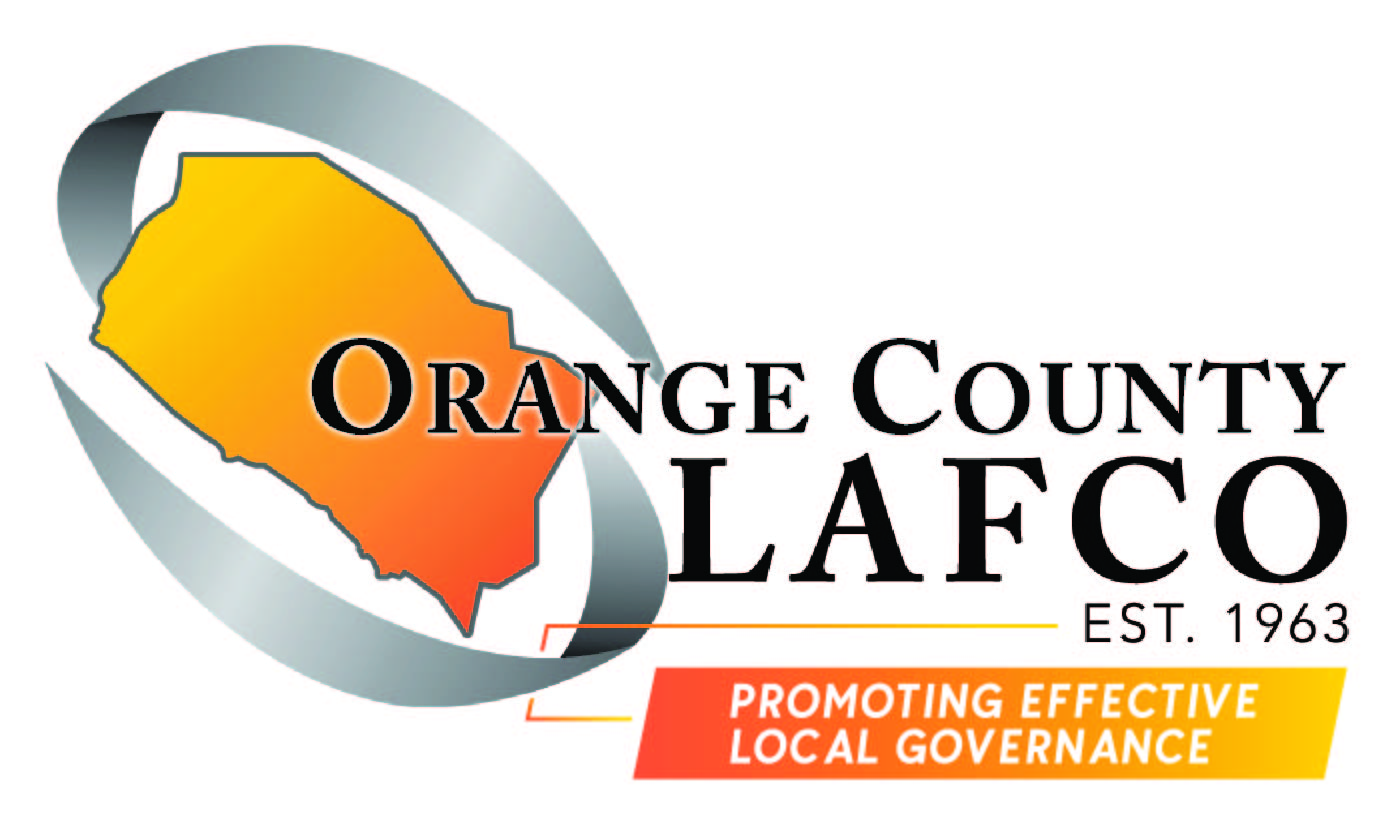 ORANGE COUNTY
LAFCO
EST. 1963
PROMOTING EFFECTIVE
LOCAL GOVERNANCE